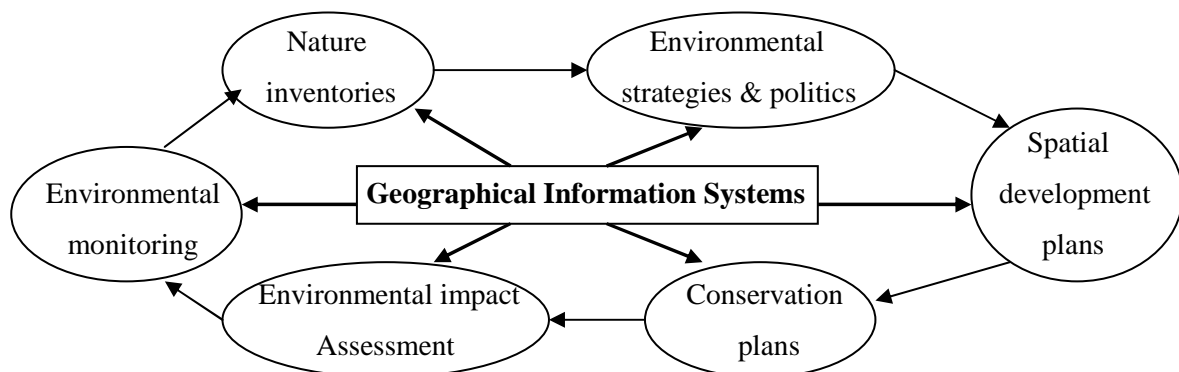 Nature
inventories
Environmental
strategies & politics
Spatial
development
plans
Geographical Information Systems
Environmental
monitoring
Environmental impact
Assessment
Conservation
plans